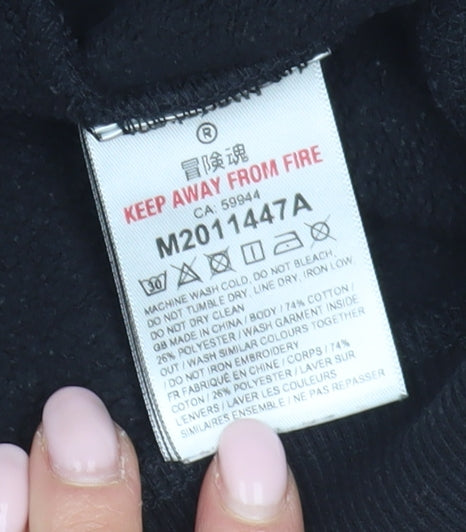 ®
冒険魂
KEEP AWAY FROM FIRE
CA: 59944
M2011447A
30
MACHINE WASH COLD, DO NOT BLEACH,
DO NOT TUMBLE DRY, LINE DRY, IRON LOW,
DO NOT DRY CLEAN
GB MADE IN CHINA / BODY / 74% COTTON /
26% POLYESTER / WASH GARMENT INSIDE
OUT / WASH SIMILAR COLOURS TOGETHER
/ DO NOT IRON EMBROIDERY
FR FABRIQUÉ EN CHINE / CORPS / 74%
COTON / 26% POLYESTER / LAVER SUR
L'ENVERS / LAVER LES COULEURS
SIMILAIRES ENSEMBLE / NE PAS REPASSER